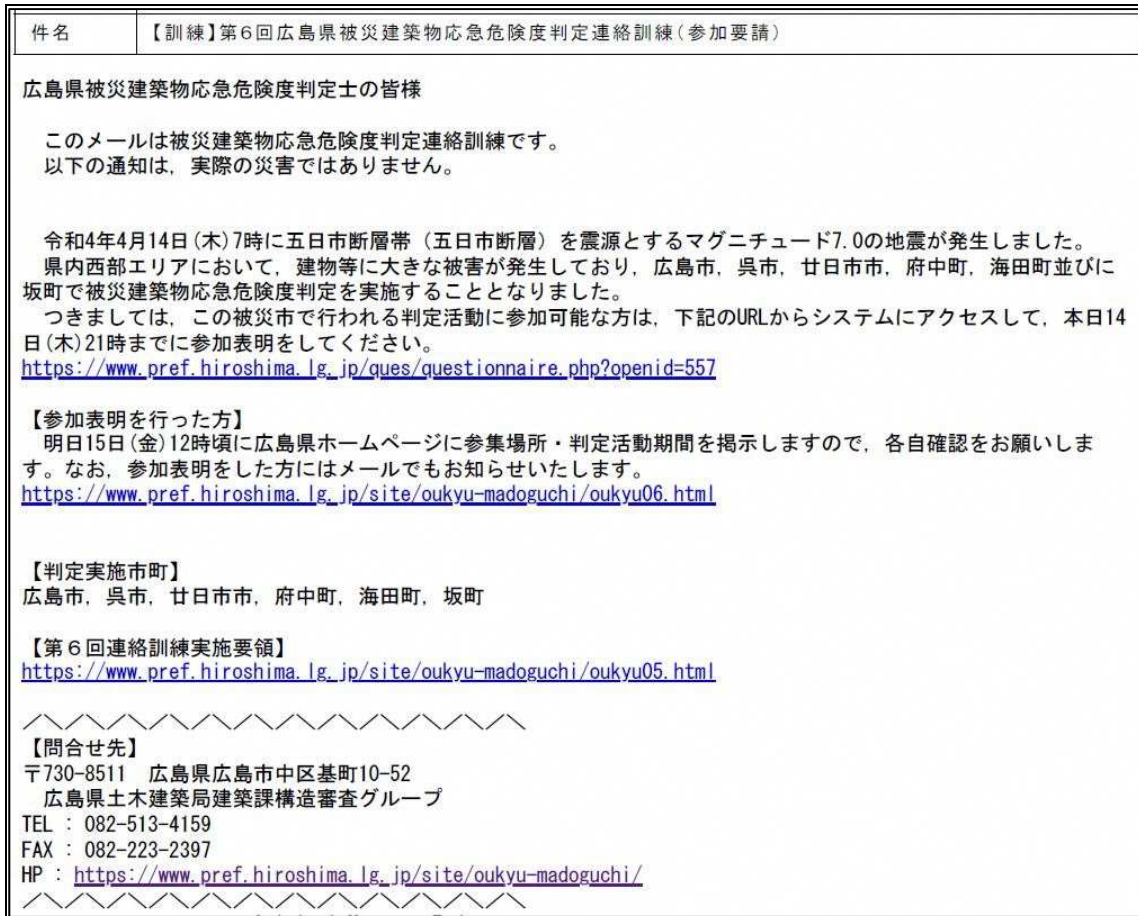 件名 【訓練】第6回広島県被災建築物応急危険度判定連絡訓練(参加要請)
広島県被災建築物応急危険度判定士の皆様
このメールは被災建築物応急危険度判定連絡訓練です。
以下の通知は,実際の災害ではありません。
令和4年4月14日(木)7時に五日市断層帯(五日市断層)を震源とするマグニチュード7.0の地震が発生しました。
県内西部エリアにおいて,建物等に大きな被害が発生しており,広島市,呉市,廿日市市,府中町,海田町並びに
坂町で被災建築物応急危険度判定を実施することとなりました。
つきましては,この被災市で行われる判定活動に参加可能な方は,下記のURLからシステムにアクセスして,本日14
日(木)21時までに参加表明をしてください。
https://www.pref.hiroshima.lg.jp/ques/questionnaire.php?openid=557
【参加表明を行った方】
明日15日(金)12時頃に広島県ホームページに参集場所・判定活動期間を掲示しますので,各自確認をお願いしま
す。なお,参加表明をした方にはメールでもお知らせいたします。
https://www.pref.hiroshima.lg.jp/site/oukyu-madoguchi/oukyu06.html
【判定実施市町】
広島市,呉市,廿日市市,府中町,海田町,坂町
【第6回連絡訓練実施要領】
https://www.pref.hiroshima.lg.jp/site/oukyu-madoguchi/oukyu05.html
/\/\/\/\/\/\/\/\/\/\/\/\
【問合せ先】
〒730-8511 広島県広島市中区基町10-52
広島県土木建築局建築課構造審査グループ
TEL : 082-513-4159
FAX : 082-223-2397
HP : https://www.pref.hiroshima.lg.jp/site/oukyu-madoguchi/
/\/\/\/\/\/\/\/\/\/\/\/\